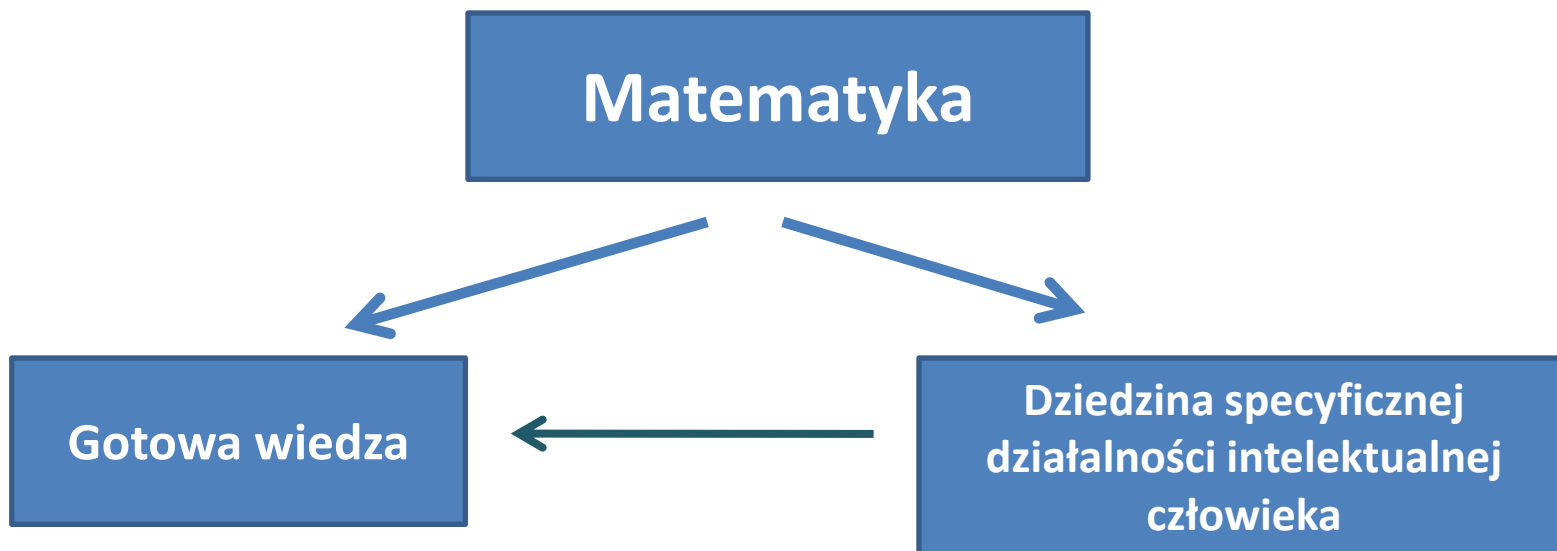 Matematyka
Gotowa wiedza
Dziedzina specyficznej
działalności intelektualnej
człowieka